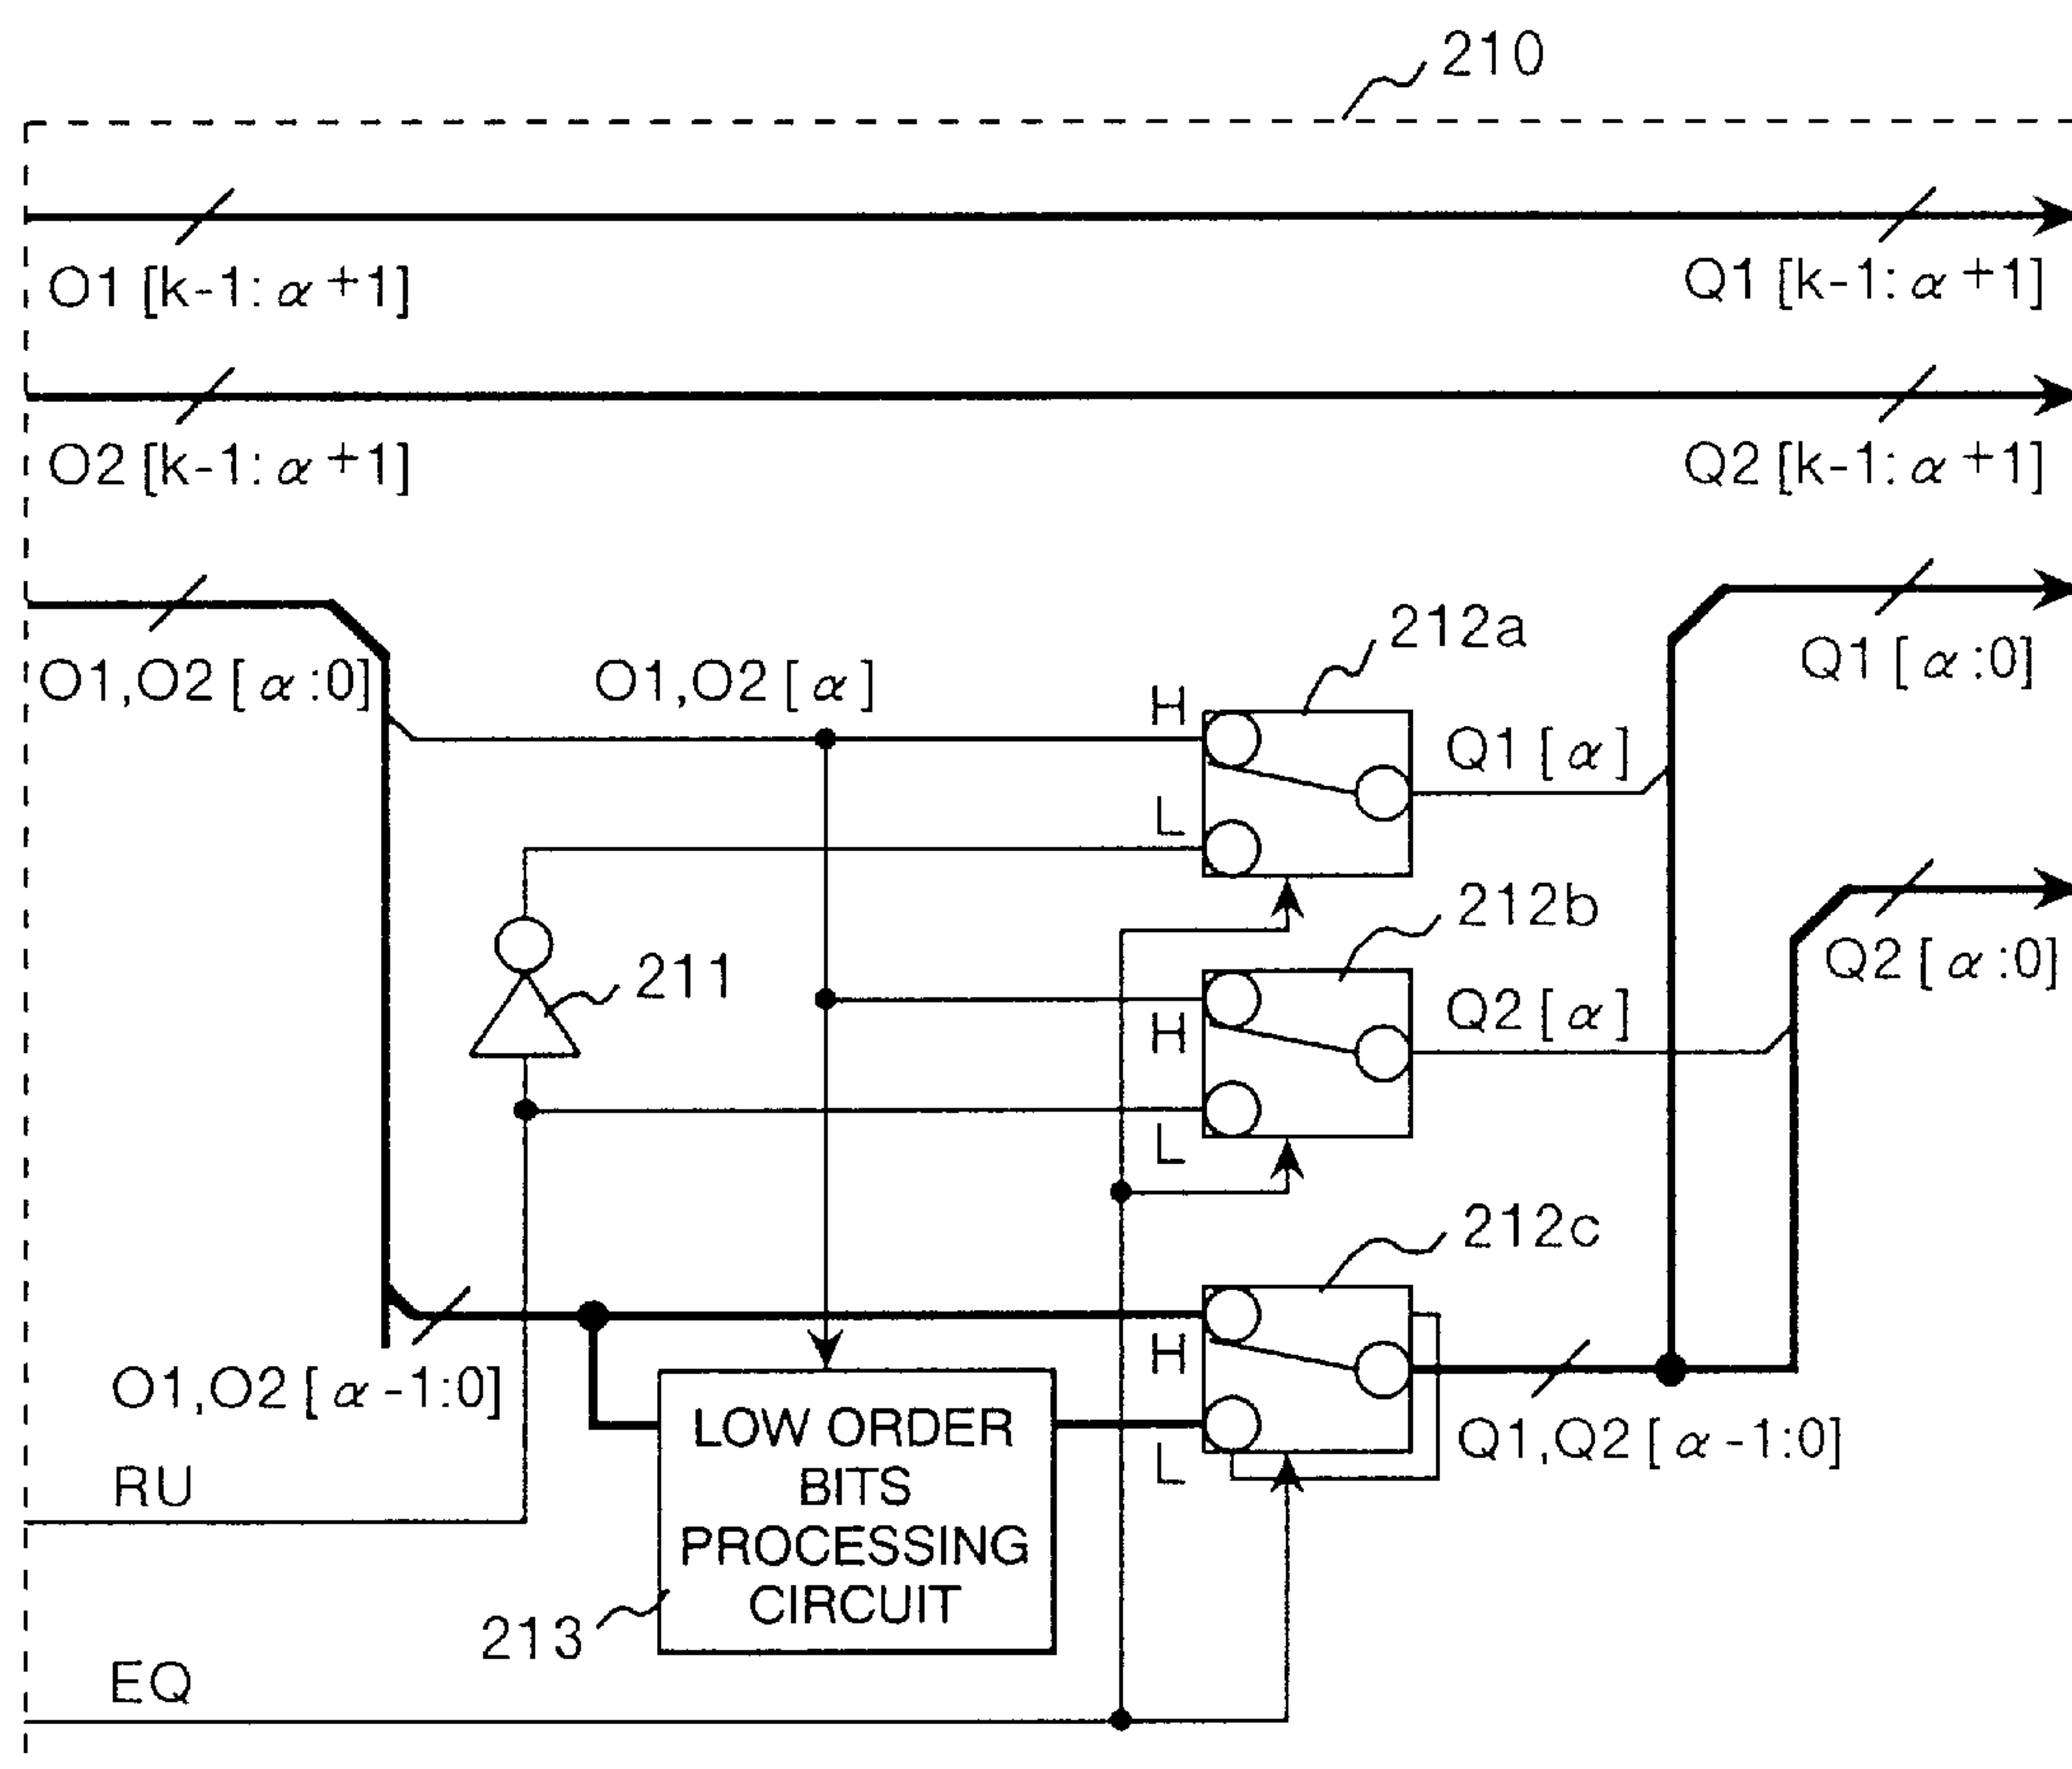 210
O1 [k-1: α +1]
Q1 [k-1: α +1]
O2 [k-1: α +1]
Q2 [k-1: α +1]
O1,O2 [ α :0]
O1,O2 [ α ]
212a
Q1 [ α :0]
H
L
Q1 [ α ]
211
212b
H
L
Q2 [ α ]
Q2 [ α :0]
212c
H
L
O1,O2 [ α -1:0]
Q1,Q2 [ α -1:0]
LOW ORDER
BITS
PROCESSING
CIRCUIT
213
RU
EQ